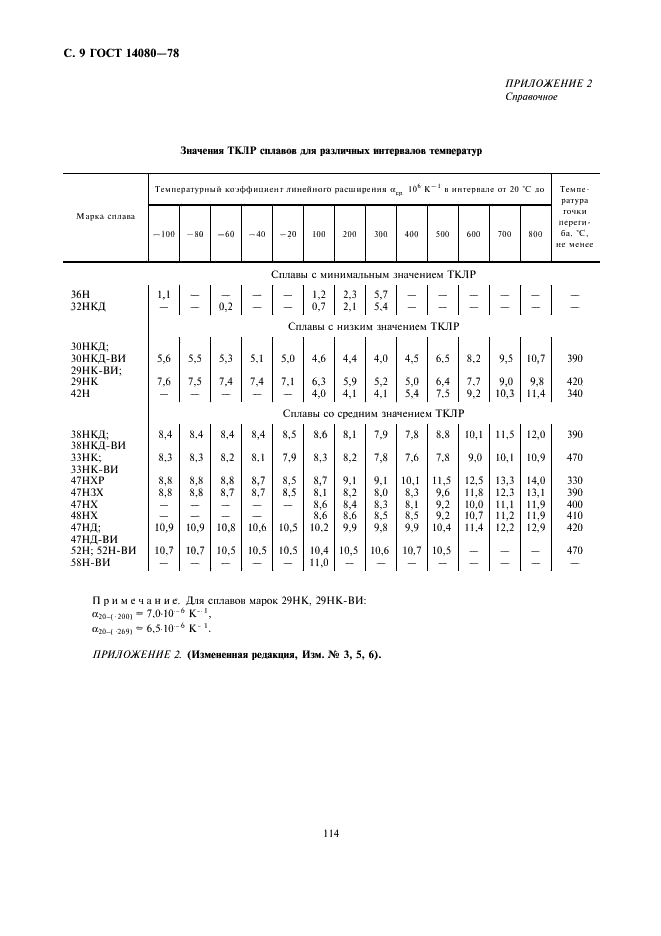 С. 9 ГОСТ 14080—78
ПРИЛОЖЕНИЕ 2
Справочное
Значения ТКЛР сплавов для различных интервалов температур
Марка сплава
Температурный коэффициент линейного расширения αср 10⁶ К⁻¹ в интервале от 20 °С до
Темпе-
ратура
точки
переги-
ба, °С,
не менее
—100 —80 —60 —40 —20 100 200 300 400 500 600 700 800
Сплавы с минимальным значением ТКЛР
36Н 1,1 — — — — 1,2 2,3 5,7 — — — — — —
32НКД — — 0,2 — — 0,7 2,1 5,4 — — — — — —
Сплавы с низким значением ТКЛР
30НКД;
30НКД-ВИ 5,6 5,5 5,3 5,1 5,0 4,6 4,4 4,0 4,5 6,5 8,2 9,5 10,7 390
29НК-ВИ;
29НК 7,6 7,5 7,4 7,4 7,1 6,3 5,9 5,2 5,0 6,4 7,7 9,0 9,8 420
42Н — — — — — 4,0 4,1 4,1 5,4 7,5 9,2 10,3 11,4 340
Сплавы со средним значением ТКЛР
38НКД; 8,4 8,4 8,4 8,4 8,5 8,6 8,1 7,9 7,8 8,8 10,1 11,5 12,0 390
38НКД-ВИ
33НК; 8,3 8,3 8,2 8,1 7,9 8,3 8,2 7,8 7,6 7,8 9,0 10,1 10,9 470
33НК-ВИ
47НХР 8,8 8,8 8,8 8,7 8,5 8,7 9,1 9,1 10,1 11,5 12,5 13,3 14,0 330
47НЗХ 8,8 8,8 8,7 8,7 8,5 8,1 8,2 8,0 8,3 9,6 11,8 12,3 13,1 390
47НХ — — — — — 8,6 8,4 8,3 8,1 9,2 10,0 11,1 11,9 400
48НХ — — — — — 8,6 8,6 8,5 8,5 9,2 10,7 11,2 11,9 410
47НД; 10,9 10,9 10,8 10,6 10,5 10,2 9,9 9,8 9,9 10,4 11,4 12,2 12,9 420
47НД-ВИ
52Н; 52Н-ВИ 10,7 10,7 10,5 10,5 10,5 10,4 10,5 10,6 10,7 10,5 — — — 470
58Н-ВИ — — — — — 11,0 — — — — — — — —
Примечание. Для сплавов марок 29НК, 29НК-ВИ:
α20–(-200) = 7,0·10⁻⁶ К⁻¹,
α20–(-269) = 6,5·10⁻⁶ К⁻¹.
ПРИЛОЖЕНИЕ 2. (Измененная редакция, Изм. № 3, 5, 6).
114